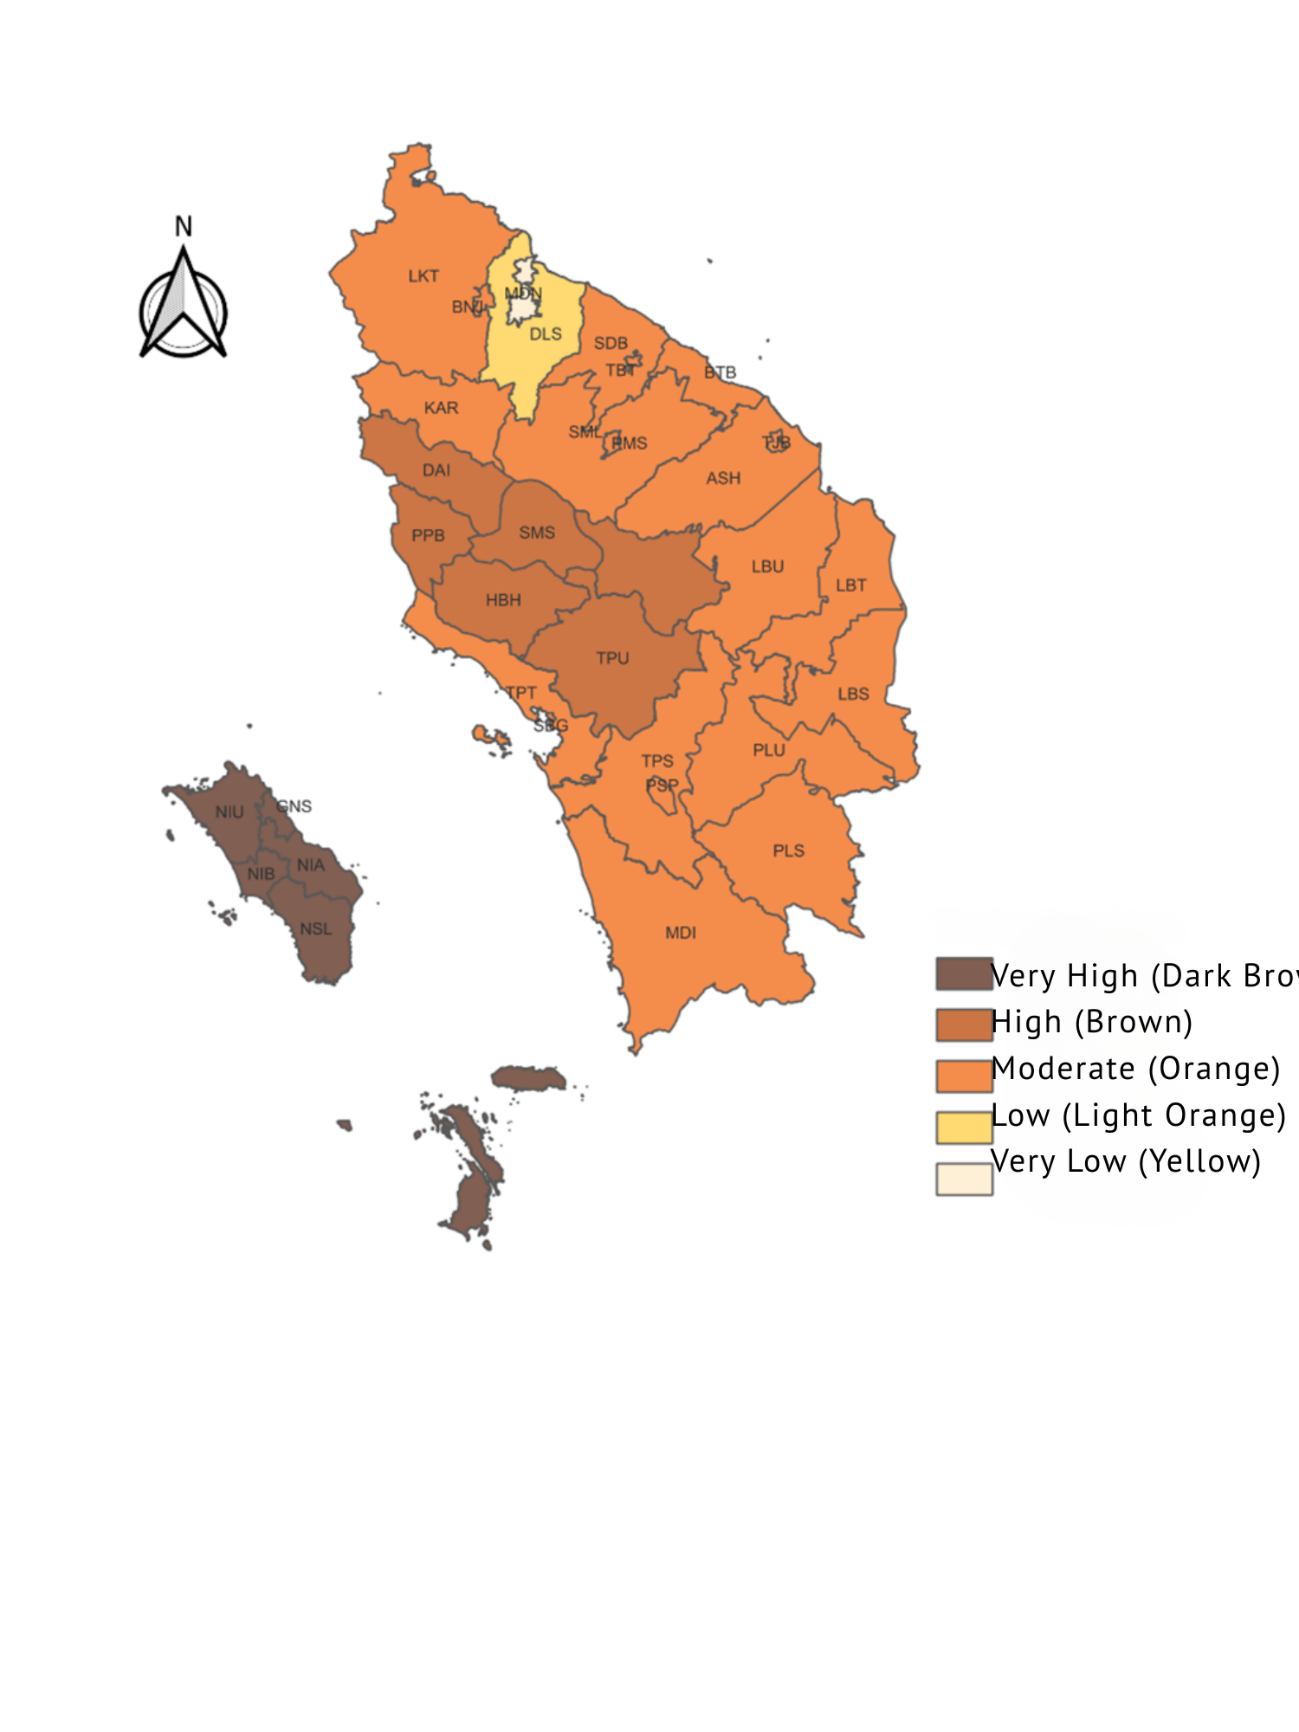 N
LKT
MDN
BNJ
DLS
SDB
TBT
BTB
KAR
SML
RMS
TJB
DAI
ASH
PPB
SMS
LBU
LBT
HBH
TPU
TPT
LBS
SBG
PLU
TPS
PSP
NIU
GNS
PLS
NIA
NIB
NSL
MDI
Very High (Dark Brow
High (Brown)
Moderate (Orange)
Low (Light Orange)
Very Low (Yellow)